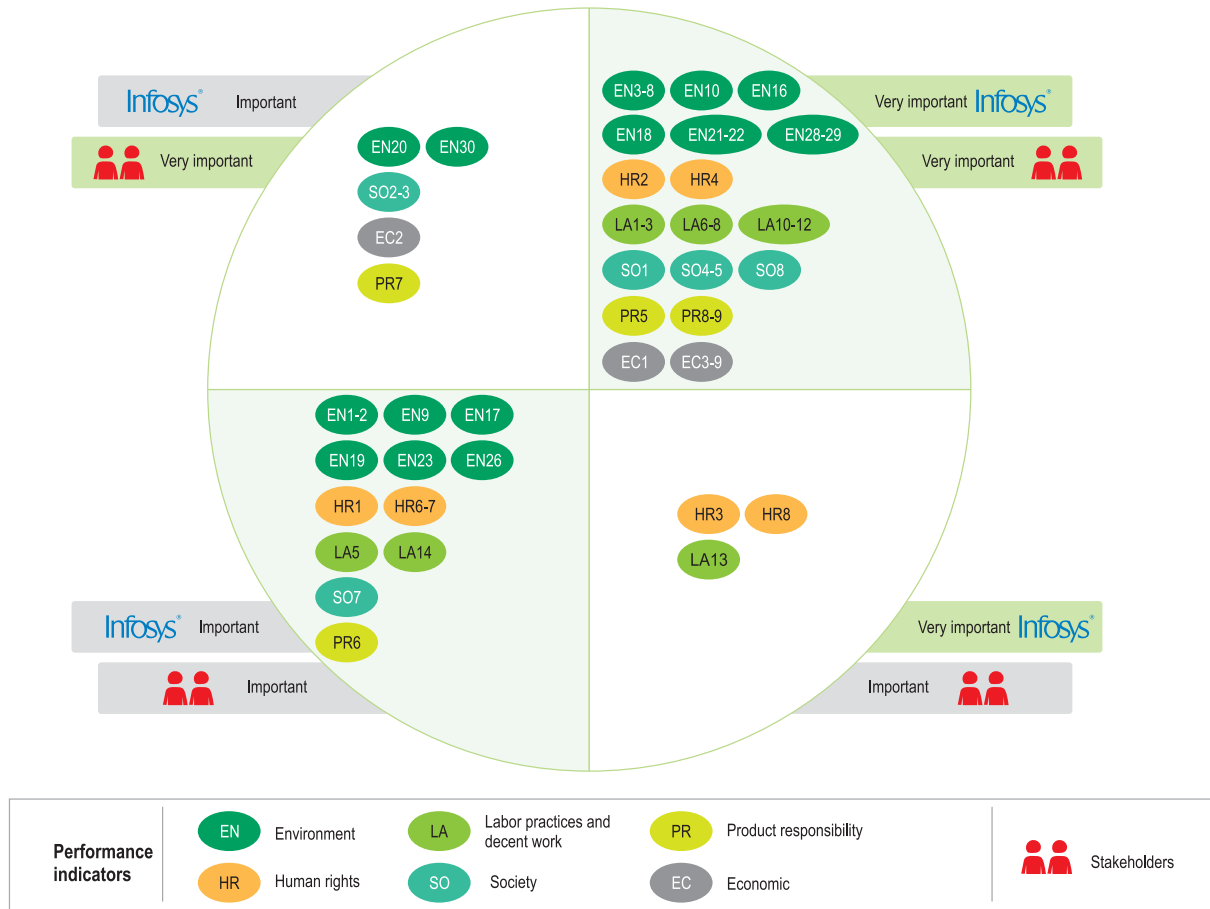 Infosys® Important
Very important
EN20 EN30
SO2-3
EC2
PR7
EN3-8 EN10 EN16
EN18 EN21-22 EN28-29
HR2 HR4
LA1-3 LA6-8 LA10-12
SO1 SO4-5 SO8
PR5 PR8-9
EC1 EC3-9
Very important Infosys®
Very important
EN1-2 EN9 EN17
EN19 EN23 EN26
HR1 HR6-7
LA5 LA14
SO7
PR6
Infosys® Important
Important
HR3 HR8
LA13
Very important Infosys®
Important
Performance
indicators
EN Environment
LA Labor practices and
decent work
PR Product responsibility
HR Human rights
SO Society
EC Economic
Stakeholders